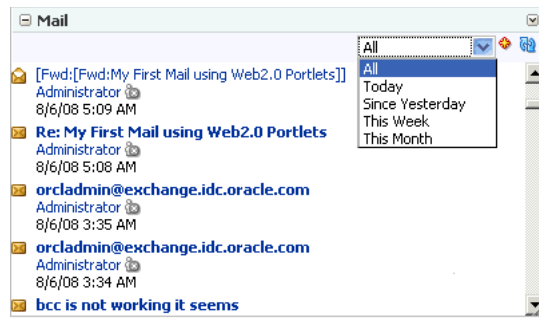 Mail
All
All
Today
Since Yesterday
This Week
This Month
[Fwd:[Fwd:My First Mail using Web2.0 Portlets]]
Administrator
8/6/08 5:09 AM
Re: My First Mail using Web2.0 Portlets
Administrator
8/6/08 5:08 AM
orcladmin@exchange.idc.oracle.com
Administrator
8/6/08 3:35 AM
orcladmin@exchange.idc.oracle.com
Administrator
8/6/08 3:34 AM
bcc is not working it seems